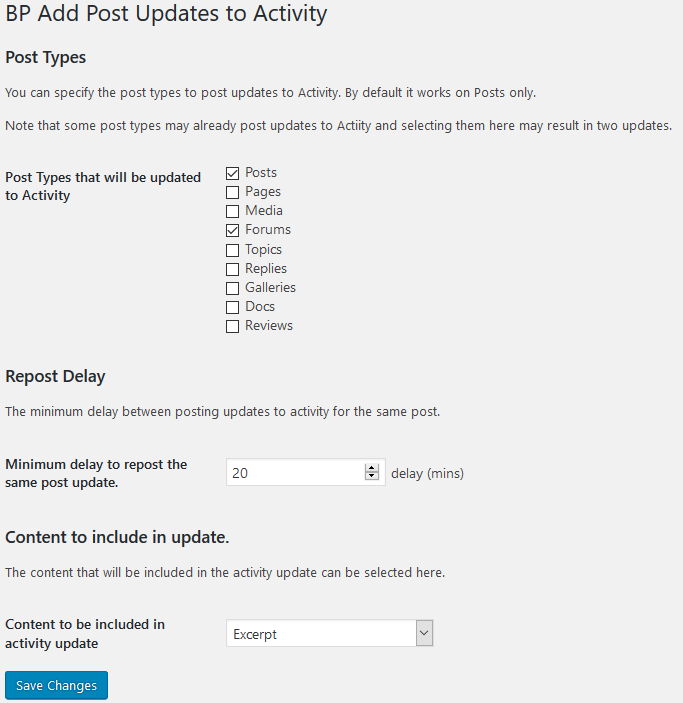 BP Add Post Updates to Activity
Post Types
You can specify the post types to post updates to Activity. By default it works on Posts only.
Note that some post types may already post updates to Actiity and selecting them here may result in two updates.
Post Types that will be updated
to Activity
Posts
Pages
Media
Forums
Topics
Replies
Galleries
Docs
Reviews
Repost Delay
The minimum delay between posting updates to activity for the same post.
Minimum delay to repost the
same post update.
20
delay (mins)
Content to include in update.
The content that will be included in the activity update can be selected here.
Content to be included in
activity update
Excerpt
Save Changes